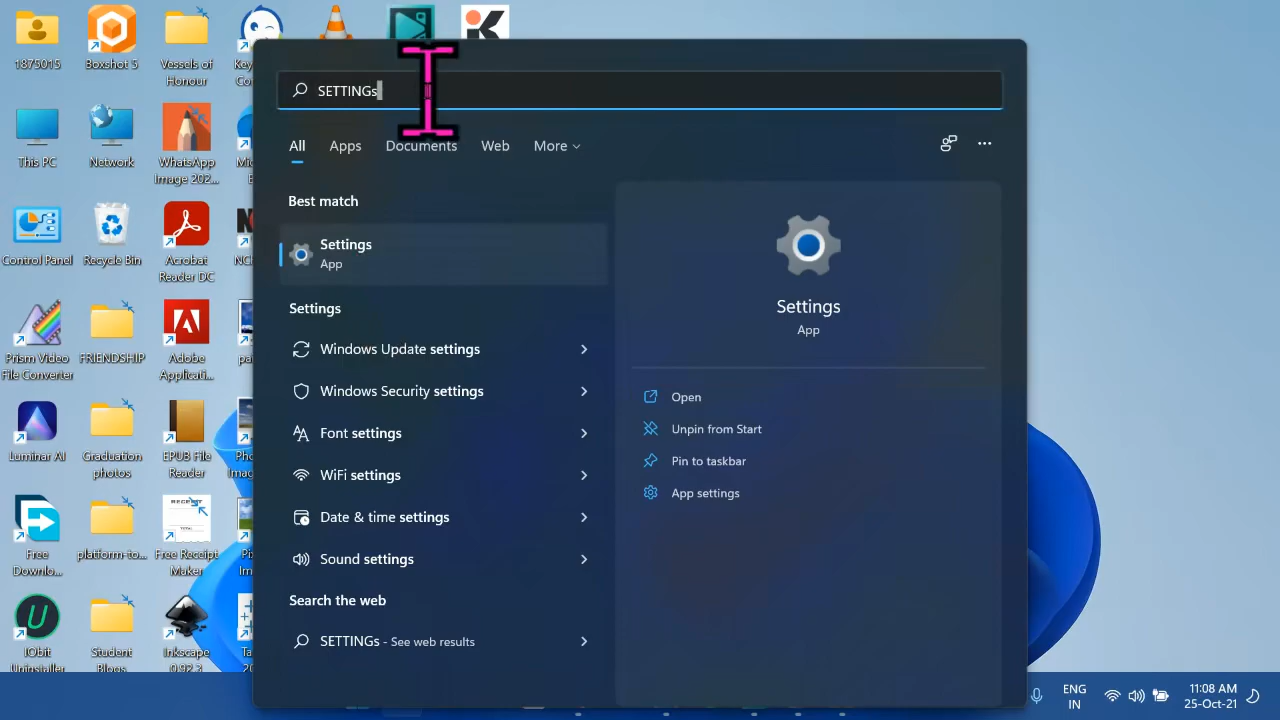 SETTINGs
All Apps Documents Web More
Best match
Settings
App
Settings
Windows Update settings
Windows Security settings
Font settings
WiFi settings
Date & time settings
Sound settings
Search the web
SETTINGs - See web results
Settings
App
Open
Unpin from Start
Pin to taskbar
App settings
1875015
Boxshot 5
Vessels of
Honour
This PC
Network
WhatsApp
Image 202...
Control Panel
Recycle Bin
Acrobat
Reader DC
Prism Video
File Converter
FRIENDSHIP
Adobe
Applicati...
Luminar AI
Graduation
photos
EPUB File
Reader
Free
Downlo...
platform-to...
RECEIPT
TOTAL
Free Receipt
Maker
IObit
Uninstaller
Student
Blogs
Inkscape
0.92.3
ENG
IN
11:08 AM
25-Oct-21